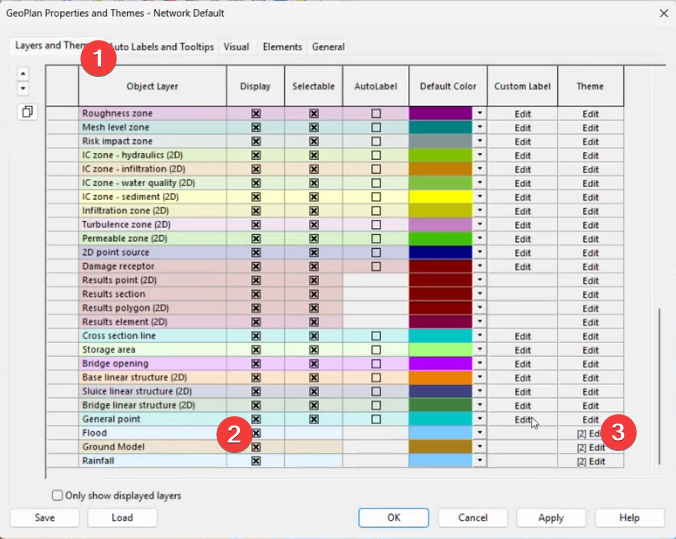 GeoPlan Properties and Themes - Network Default
Layers and Them 1 Auto Labels and Tooltips Visual Elements General
Object Layer Display Selectable AutoLabel Default Color Custom Label Theme
Roughness zone Edit Edit
Mesh level zone Edit Edit
Risk impact zone Edit Edit
IC zone - hydraulics (2D) Edit Edit
IC zone - infiltration (2D) Edit Edit
IC zone - water quality (2D) Edit Edit
IC zone - sediment (2D) Edit Edit
Infiltration zone (2D) Edit Edit
Turbulence zone (2D) Edit Edit
Permeable zone (2D) Edit Edit
2D point source Edit Edit
Damage receptor Edit Edit
Results point (2D) Edit
Results section Edit
Results polygon (2D) Edit
Results element (2D) Edit
Cross section line Edit Edit
Storage area Edit Edit
Bridge opening Edit Edit
Base linear structure (2D) Edit Edit
Sluice linear structure (2D) Edit Edit
Bridge linear structure (2D) Edit Edit
General point Edit Edit
Flood 2 [2] Edit 3
Ground Model [2] Edit
Rainfall [2] Edit
Only show displayed layers
Save Load OK Cancel Apply Help